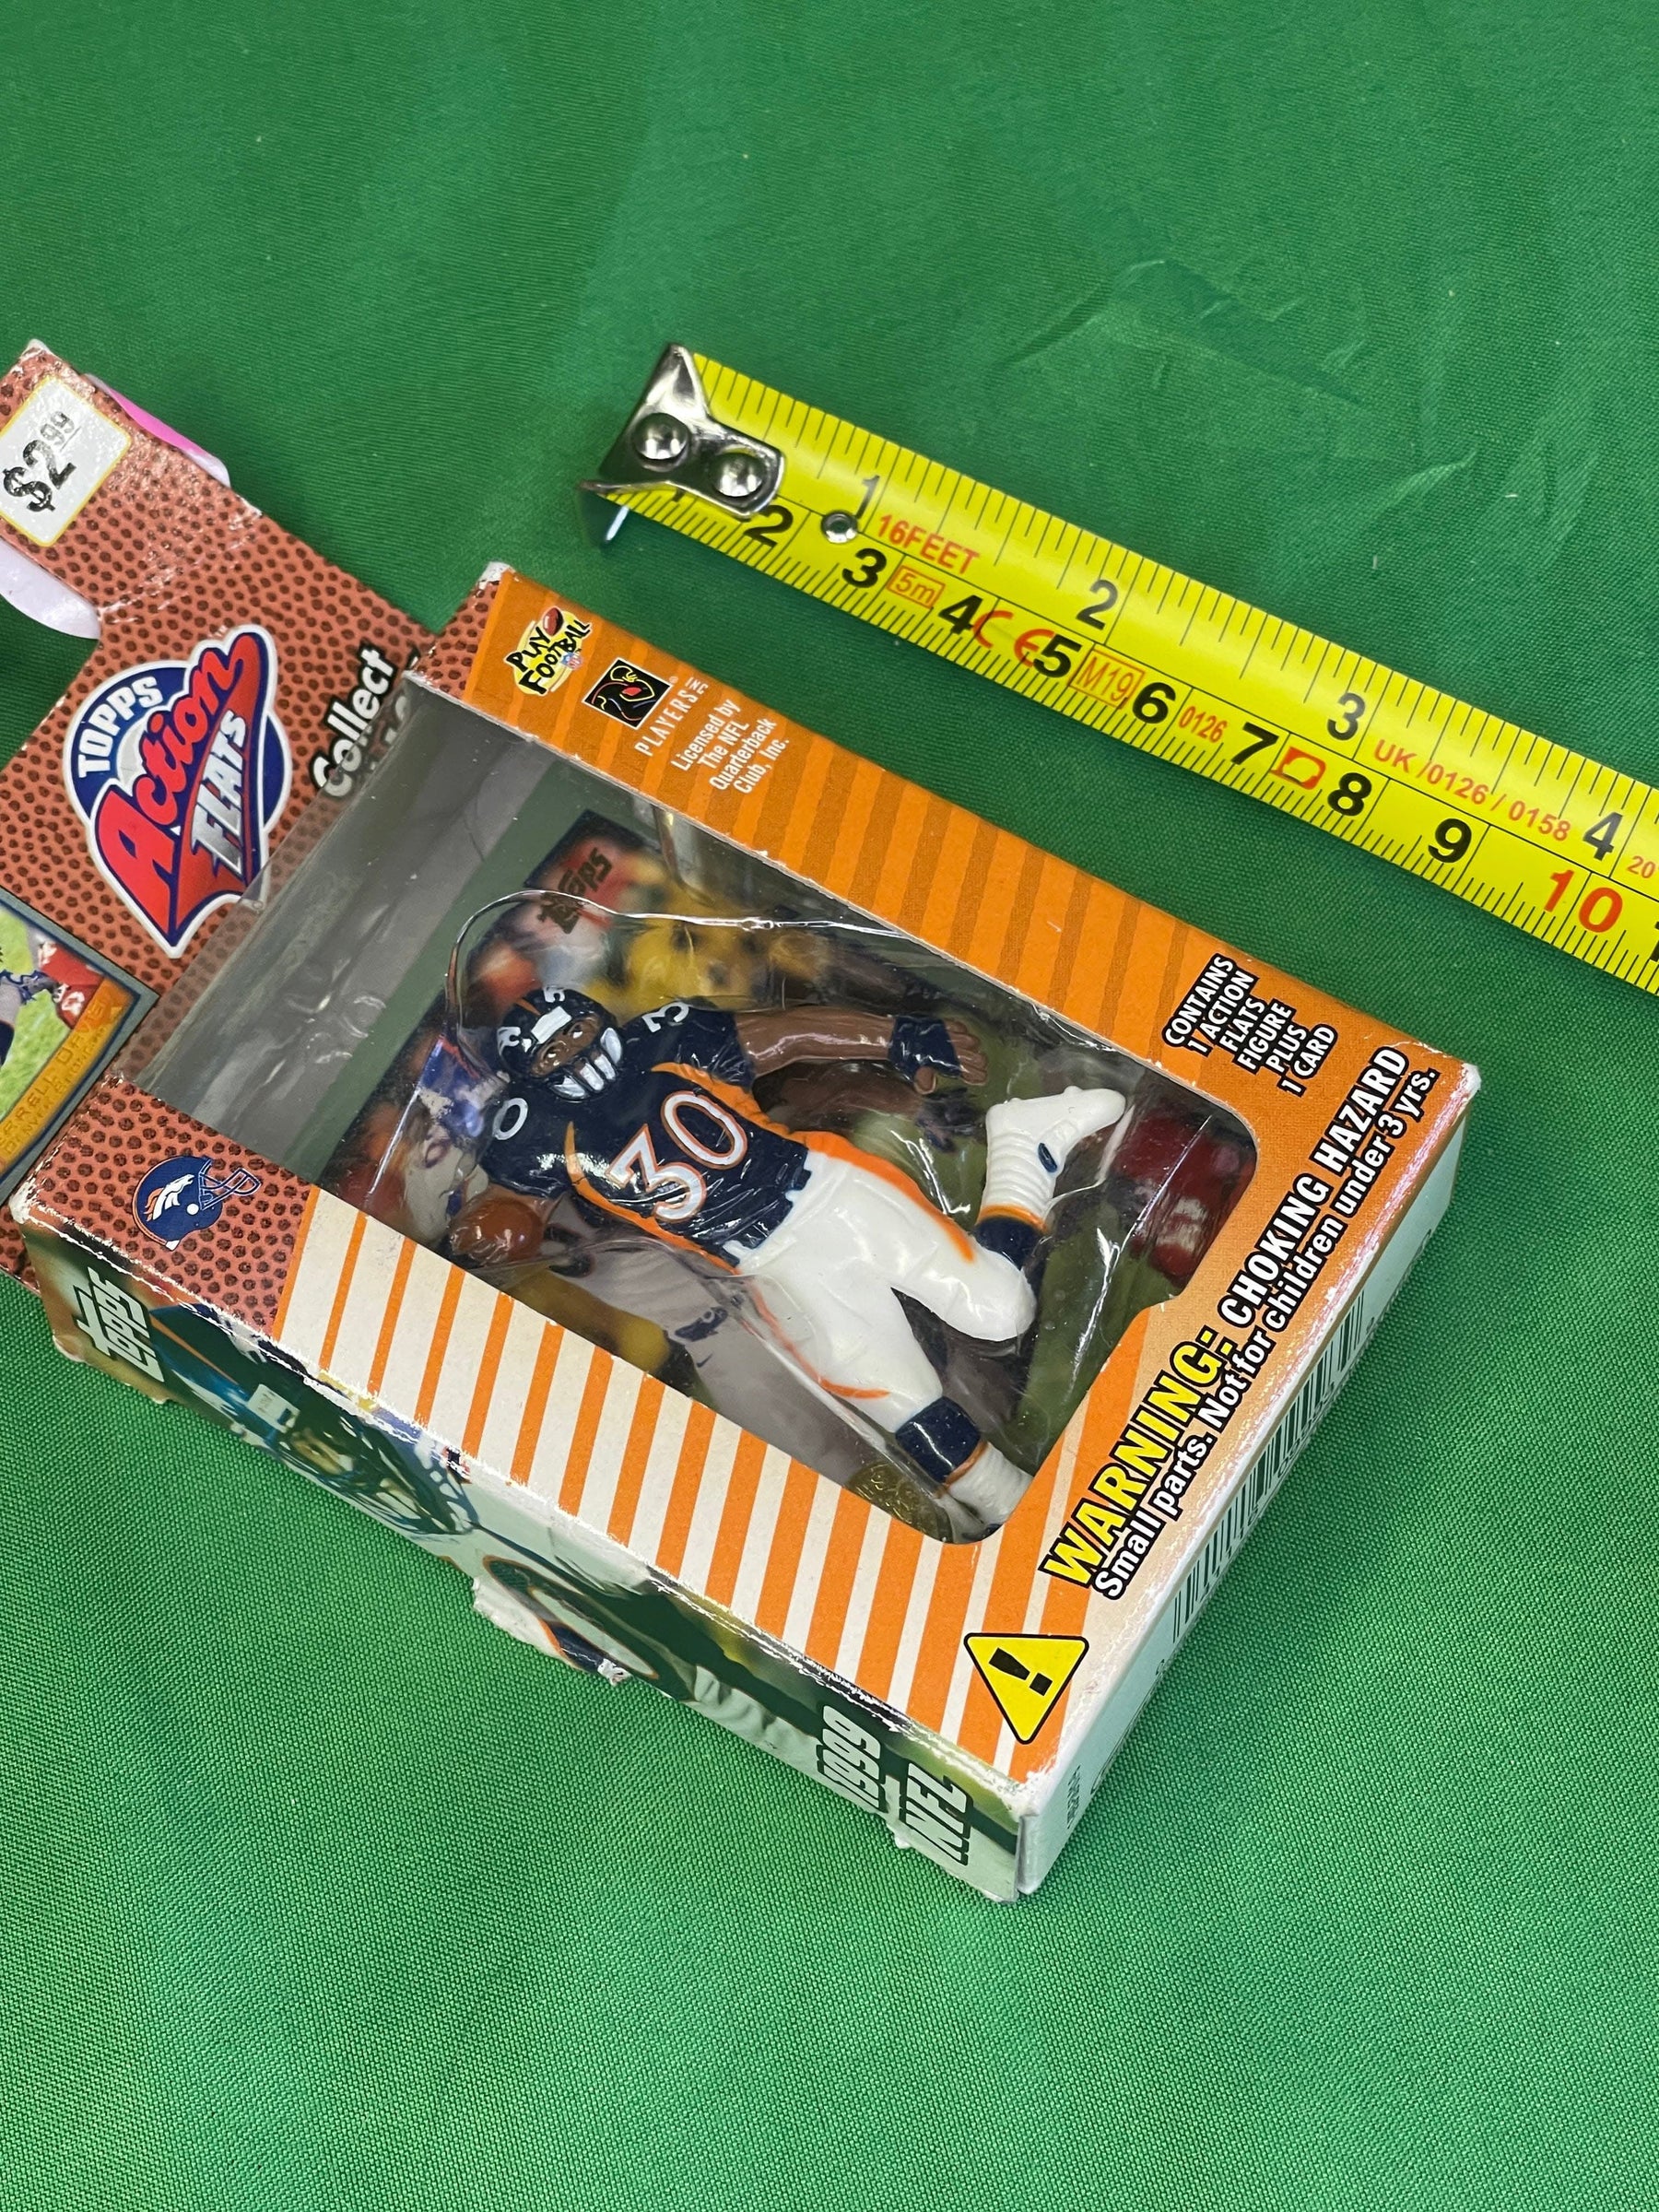 $2.99
TOPPS
Action
FLATS
Collect
PLAY
FOOTBALL
PLAYERS INC
Licensed by
The NFL
Quarterback
Club, Inc.
Topps
30
CONTAINS
1 ACTION
FLATS
FIGURE
PLUS
1 CARD
WARNING: CHOKING HAZARD
Small parts. Not for children under 3 yrs.
!
Topps
1999
NFL
1 2 3 4
16FEET
UK /0126 / 0158
2 3 4 5 6 7 8 9 10
5m
CE
M19
0126